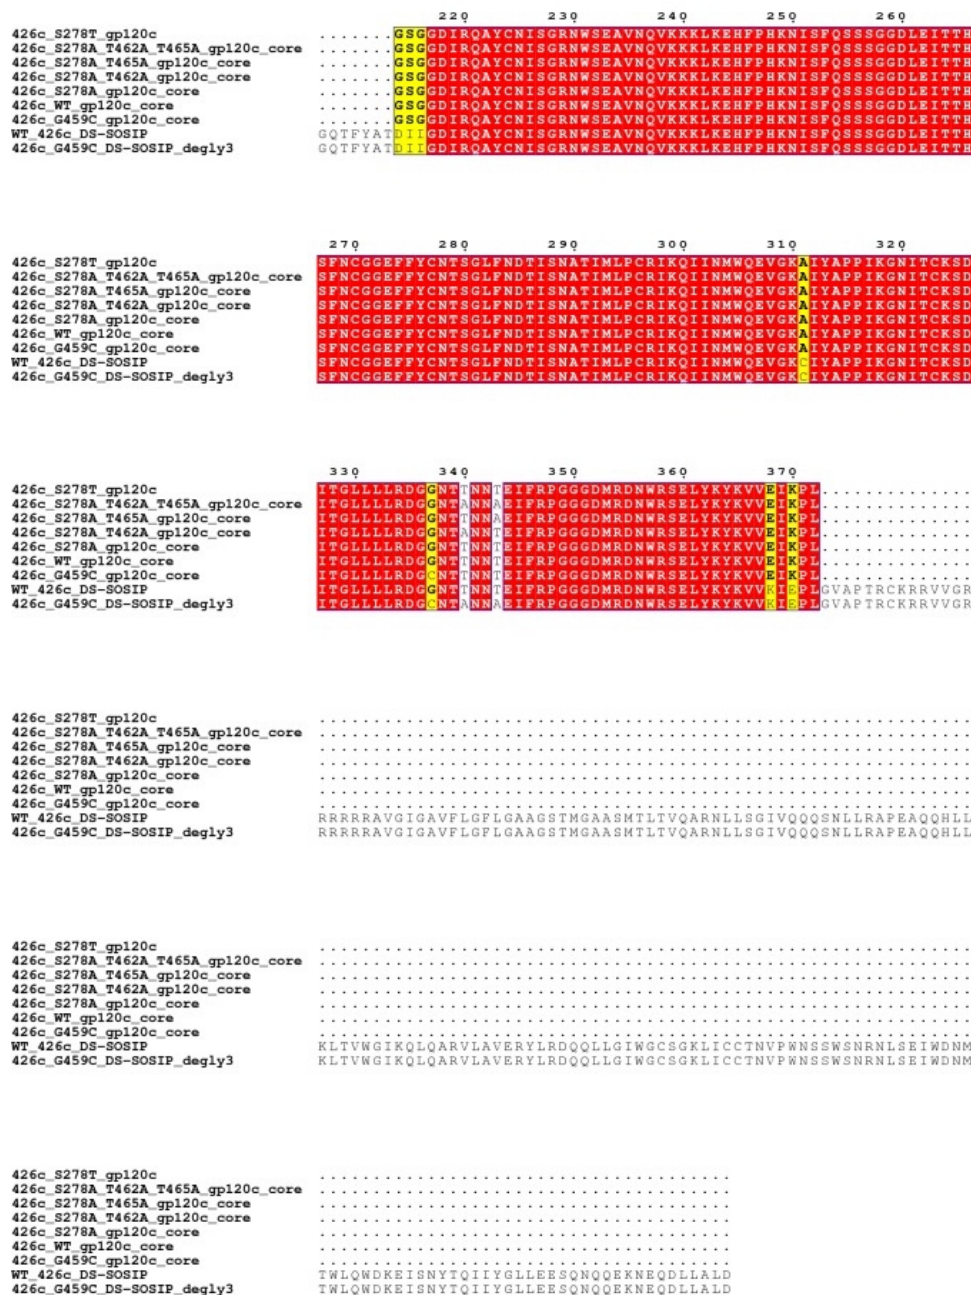 220 230 240 250 260
426c_S278T_gp120c .......GSGGDIRQAYCNISGRNWSEAVNQVKKKLKEHFPHKNISFQSSSGGDLEITTH
426c_S278A_T462A_T465A_gp120c_core .......GSGGDIRQAYCNISGRNWSEAVNQVKKKLKEHFPHKNISFQSSSGGDLEITTH
426c_S278A_T465A_gp120c_core .......GSGGDIRQAYCNISGRNWSEAVNQVKKKLKEHFPHKNISFQSSSGGDLEITTH
426c_S278A_T462A_gp120c_core .......GSGGDIRQAYCNISGRNWSEAVNQVKKKLKEHFPHKNISFQSSSGGDLEITTH
426c_S278A_gp120c_core .......GSGGDIRQAYCNISGRNWSEAVNQVKKKLKEHFPHKNISFQSSSGGDLEITTH
426c_WT_gp120c_core .......GSGGDIRQAYCNISGRNWSEAVNQVKKKLKEHFPHKNISFQSSSGGDLEITTH
426c_G459C_gp120c_core .......GSGGDIRQAYCNISGRNWSEAVNQVKKKLKEHFPHKNISFQSSSGGDLEITTH
WT_426c_DS-SOSIP GQTFYATDIIGDIRQAYCNISGRNWSEAVNQVKKKLKEHFPHKNISFQSSSGGDLEITTH
426c_G459C_DS-SOSIP_degly3 GQTFYATDIIGDIRQAYCNISGRNWSEAVNQVKKKLKEHFPHKNISFQSSSGGDLEITTH
270 280 290 300 310 320
426c_S278T_gp120c SFNCGGEFFYCNTSGLFNDTISNATIMLPCRIKQIINMWQEVGKAIYAPPIKGNITCKSD
426c_S278A_T462A_T465A_gp120c_core SFNCGGEFFYCNTSGLFNDTISNATIMLPCRIKQIINMWQEVGKAIYAPPIKGNITCKSD
426c_S278A_T465A_gp120c_core SFNCGGEFFYCNTSGLFNDTISNATIMLPCRIKQIINMWQEVGKAIYAPPIKGNITCKSD
426c_S278A_T462A_gp120c_core SFNCGGEFFYCNTSGLFNDTISNATIMLPCRIKQIINMWQEVGKAIYAPPIKGNITCKSD
426c_S278A_gp120c_core SFNCGGEFFYCNTSGLFNDTISNATIMLPCRIKQIINMWQEVGKAIYAPPIKGNITCKSD
426c_WT_gp120c_core SFNCGGEFFYCNTSGLFNDTISNATIMLPCRIKQIINMWQEVGKAIYAPPIKGNITCKSD
426c_G459C_gp120c_core SFNCGGEFFYCNTSGLFNDTISNATIMLPCRIKQIINMWQEVGKAIYAPPIKGNITCKSD
WT_426c_DS-SOSIP SFNCGGEFFYCNTSGLFNDTISNATIMLPCRIKQIINMWQEVGKCIYAPPIKGNITCKSD
426c_G459C_DS-SOSIP_degly3 SFNCGGEFFYCNTSGLFNDTISNATIMLPCRIKQIINMWQEVGKCIYAPPIKGNITCKSD
330 340 350 360 370
426c_S278T_gp120c ITGLLLLRDGGNTTNNTEIFRPGGGDMRDNWRSELYKYKVVEIKPL..............
426c_S278A_T462A_T465A_gp120c_core ITGLLLLRDGGNTANNAEIFRPGGGDMRDNWRSELYKYKVVEIKPL..............
426c_S278A_T465A_gp120c_core ITGLLLLRDGGNTTNNAEIFRPGGGDMRDNWRSELYKYKVVEIKPL..............
426c_S278A_T462A_gp120c_core ITGLLLLRDGGNTANNTEIFRPGGGDMRDNWRSELYKYKVVEIKPL..............
426c_S278A_gp120c_core ITGLLLLRDGGNTTNNTEIFRPGGGDMRDNWRSELYKYKVVEIKPL..............
426c_WT_gp120c_core ITGLLLLRDGGNTTNNTEIFRPGGGDMRDNWRSELYKYKVVEIKPL..............
426c_G459C_gp120c_core ITGLLLLRDGCNTTNNTEIFRPGGGDMRDNWRSELYKYKVVEIKPL..............
WT_426c_DS-SOSIP ITGLLLLRDGGNTTNNTEIFRPGGGDMRDNWRSELYKYKVVKIEPLGVAPTRCKRRVVGR
426c_G459C_DS-SOSIP_degly3 ITGLLLLRDGCNTANNAEIFRPGGGDMRDNWRSELYKYKVVKIEPLGVAPTRCKRRVVGR
426c_S278T_gp120c ............................................................
426c_S278A_T462A_T465A_gp120c_core ............................................................
426c_S278A_T465A_gp120c_core ............................................................
426c_S278A_T462A_gp120c_core ............................................................
426c_S278A_gp120c_core ............................................................
426c_WT_gp120c_core ............................................................
426c_G459C_gp120c_core ............................................................
WT_426c_DS-SOSIP RRRRRAVGIGAVFLGFLGAAGSTMGAASMTLTVQARNLLSGIVQQQSNLLRAPEAQQHLL
426c_G459C_DS-SOSIP_degly3 RRRRRAVGIGAVFLGFLGAAGSTMGAASMTLTVQARNLLSGIVQQQSNLLRAPEAQQHLL
426c_S278T_gp120c ............................................................
426c_S278A_T462A_T465A_gp120c_core ............................................................
426c_S278A_T465A_gp120c_core ............................................................
426c_S278A_T462A_gp120c_core ............................................................
426c_S278A_gp120c_core ............................................................
426c_WT_gp120c_core ............................................................
426c_G459C_gp120c_core ............................................................
WT_426c_DS-SOSIP KLTVWGIKQLQARVLAVERYLRDQQLLGIWGCSGKLICCTNVPWNSSWSNRNLSEIWDNM
426c_G459C_DS-SOSIP_degly3 KLTVWGIKQLQARVLAVERYLRDQQLLGIWGCSGKLICCTNVPWNSSWSNRNLSEIWDNM
426c_S278T_gp120c ......................................
426c_S278A_T462A_T465A_gp120c_core ......................................
426c_S278A_T465A_gp120c_core ......................................
426c_S278A_T462A_gp120c_core ......................................
426c_S278A_gp120c_core ......................................
426c_WT_gp120c_core ......................................
426c_G459C_gp120c_core ......................................
WT_426c_DS-SOSIP TWLQWDKEISNYTQIIYGLLEESQNQQEKNEQDLLALD
426c_G459C_DS-SOSIP_degly3 TWLQWDKEISNYTQIIYGLLEESQNQQEKNEQDLLALD